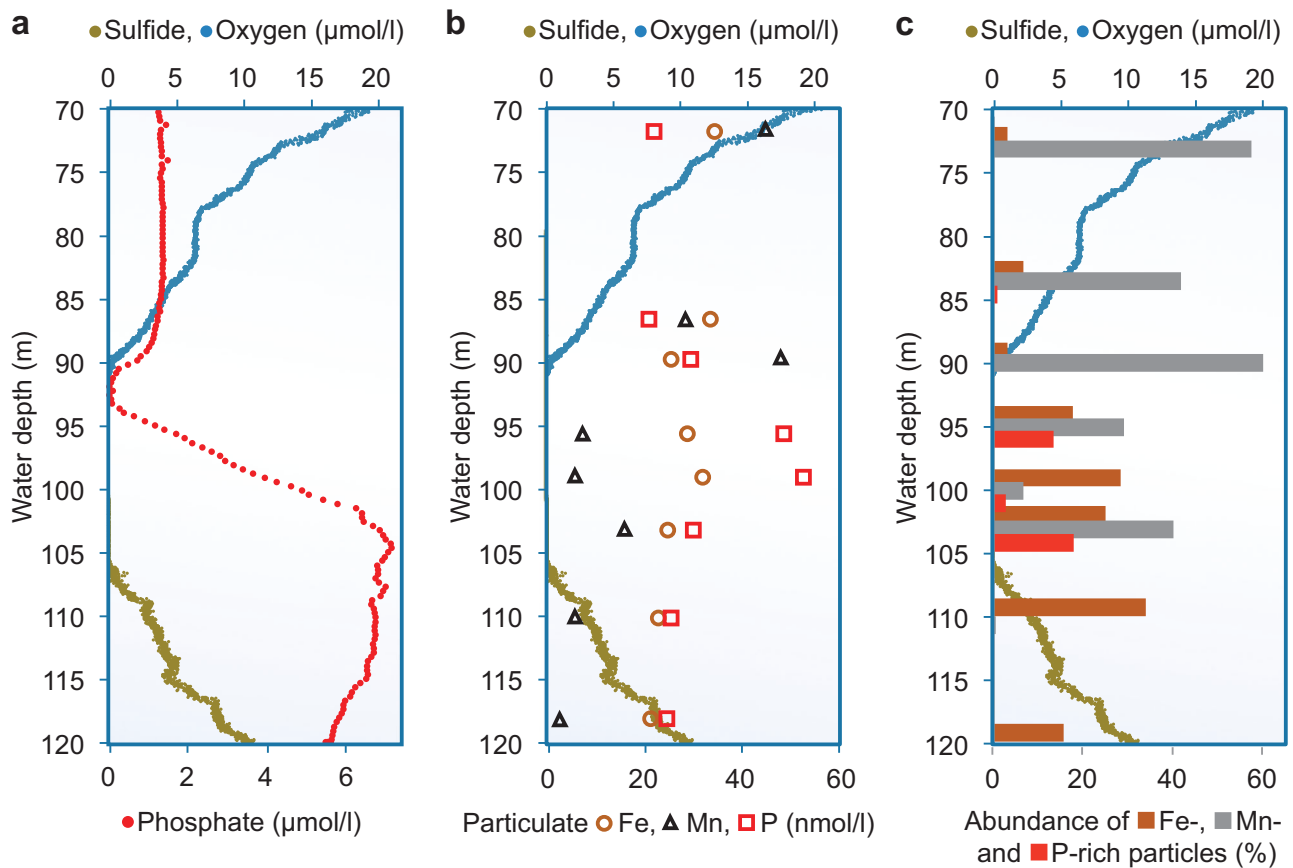 a
Sulfide, Oxygen (µmol/l)
0 5 10 15 20
70
75
80
85
90
95
100
105
110
115
120
Water depth (m)
0 2 4 6
Phosphate (µmol/l)
b
Sulfide, Oxygen (µmol/l)
0 5 10 15 20
70
75
80
85
90
95
100
105
110
115
120
Water depth (m)
0 20 40 60
Particulate Fe, Mn, P (nmol/l)
c
Sulfide, Oxygen (µmol/l)
0 5 10 15 20
70
75
80
85
90
95
100
105
110
115
120
Water depth (m)
0 20 40 60
Abundance of Fe-, Mn-
and P-rich particles (%)